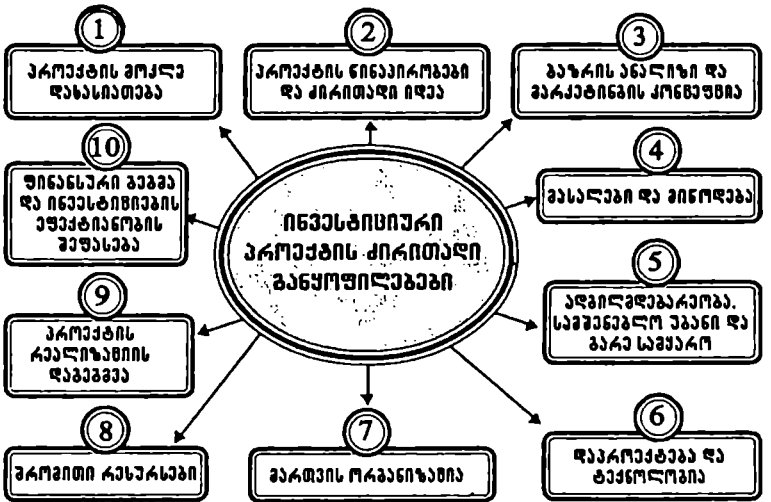 1
პროექტის მოკლე
დახასიათება
2
პროექტის წინაპირობები
და ძირითადი იდეა
3
ბაზრის ანალიზი და
მარკეტინგის კონცეფცია
4
მასალები და მიწოდება
5
ადგილმდებარეობა,
სამშენებლო უბანი და
გარე სამყარო
6
დაპროექტება და
ტექნოლოგია
7
მართვის ორგანიზაცია
8
შრომითი რესურსები
9
პროექტის
რეალიზაციის
დაგეგმვა
10
ფინანსური გეგმა
და ინვესტიციების
ეფექტიანობის
შეფასება
ინვესტიციური
პროექტის ძირითადი
განყოფილებები